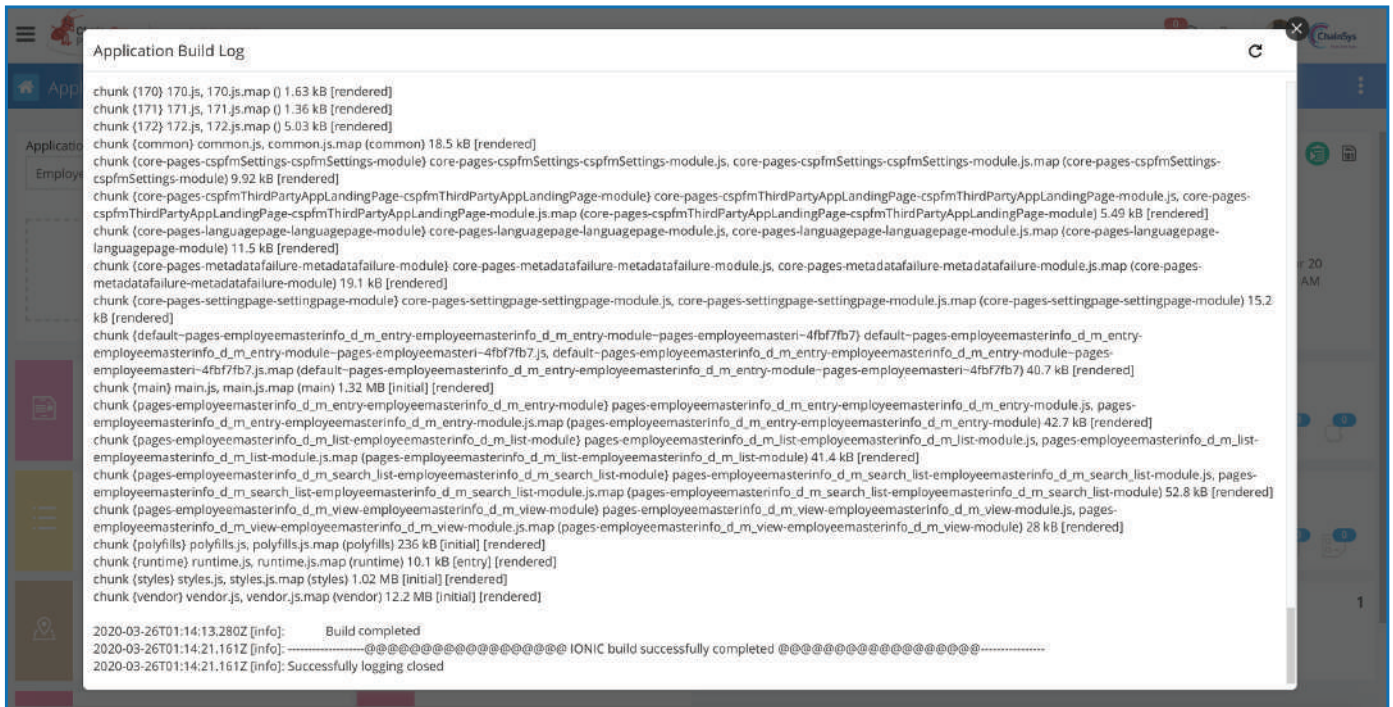 ChainSys
Application Build Log
chunk {170} 170.js, 170.js.map () 1.63 kB [rendered]
chunk {171} 171.js, 171.js.map () 1.36 kB [rendered]
chunk {172} 172.js, 172.js.map () 5.03 kB [rendered]
chunk {common} common.js, common.js.map (common) 18.5 kB [rendered]
chunk {core-pages-cspfmSettings-cspfmSettings-module} core-pages-cspfmSettings-cspfmSettings-module.js, core-pages-cspfmSettings-cspfmSettings-module.js.map (core-pages-cspfmSettings-
cspfmSettings-module) 9.92 kB [rendered]
chunk {core-pages-cspfmThirdPartyAppLandingPage-cspfmThirdPartyAppLandingPage-module} core-pages-cspfmThirdPartyAppLandingPage-cspfmThirdPartyAppLandingPage-module.js, core-pages-
cspfmThirdPartyAppLandingPage-cspfmThirdPartyAppLandingPage-module.js.map (core-pages-cspfmThirdPartyAppLandingPage-cspfmThirdPartyAppLandingPage-module) 5.49 kB [rendered]
chunk {core-pages-languagepage-languagepage-module} core-pages-languagepage-languagepage-module.js, core-pages-languagepage-languagepage-module.js.map (core-pages-languagepage-
languagepage-module) 11.5 kB [rendered]
chunk {core-pages-metadatafailure-metadatafailure-module} core-pages-metadatafailure-metadatafailure-module.js, core-pages-metadatafailure-metadatafailure-module.js.map (core-pages-
metadatafailure-metadatafailure-module) 19.1 kB [rendered]
chunk {core-pages-settingpage-settingpage-module} core-pages-settingpage-settingpage-module.js, core-pages-settingpage-settingpage-module.js.map (core-pages-settingpage-settingpage-module) 15.2
kB [rendered]
chunk {default~pages-employeemasterinfo_d_m_entry-employeemasterinfo_d_m_entry-module~pages-employeemasteri~4fbf7fb7} default~pages-employeemasterinfo_d_m_entry-
employeemasterinfo_d_m_entry-module~pages-employeemasteri~4fbf7fb7.js, default~pages-employeemasterinfo_d_m_entry-employeemasterinfo_d_m_entry-module~pages-
employeemasteri~4fbf7fb7.js.map (default~pages-employeemasterinfo_d_m_entry-employeemasterinfo_d_m_entry-module~pages-employeemasteri~4fbf7fb7) 40.7 kB [rendered]
chunk {main} main.js, main.js.map (main) 1.32 MB [initial] [rendered]
chunk {pages-employeemasterinfo_d_m_entry-employeemasterinfo_d_m_entry-module} pages-employeemasterinfo_d_m_entry-employeemasterinfo_d_m_entry-module.js, pages-
employeemasterinfo_d_m_entry-employeemasterinfo_d_m_entry-module.js.map (pages-employeemasterinfo_d_m_entry-employeemasterinfo_d_m_entry-module) 42.7 kB [rendered]
chunk {pages-employeemasterinfo_d_m_list-employeemasterinfo_d_m_list-module} pages-employeemasterinfo_d_m_list-employeemasterinfo_d_m_list-module.js, pages-employeemasterinfo_d_m_list-
employeemasterinfo_d_m_list-module.js.map (pages-employeemasterinfo_d_m_list-employeemasterinfo_d_m_list-module) 41.4 kB [rendered]
chunk {pages-employeemasterinfo_d_m_search_list-employeemasterinfo_d_m_search_list-module} pages-employeemasterinfo_d_m_search_list-employeemasterinfo_d_m_search_list-module.js, pages-
employeemasterinfo_d_m_search_list-employeemasterinfo_d_m_search_list-module.js.map (pages-employeemasterinfo_d_m_search_list-employeemasterinfo_d_m_search_list-module) 52.8 kB [rendered]
chunk {pages-employeemasterinfo_d_m_view-employeemasterinfo_d_m_view-module} pages-employeemasterinfo_d_m_view-employeemasterinfo_d_m_view-module.js, pages-
employeemasterinfo_d_m_view-employeemasterinfo_d_m_view-module.js.map (pages-employeemasterinfo_d_m_view-employeemasterinfo_d_m_view-module) 28 kB [rendered]
chunk {polyfills} polyfills.js, polyfills.js.map (polyfills) 236 kB [initial] [rendered]
chunk {runtime} runtime.js, runtime.js.map (runtime) 10.1 kB [entry] [rendered]
chunk {styles} styles.js, styles.js.map (styles) 1.02 MB [initial] [rendered]
chunk {vendor} vendor.js, vendor.js.map (vendor) 12.2 MB [initial] [rendered]
2020-03-26T01:14:13.280Z [info]: Build completed
2020-03-26T01:14:21.161Z [info]: -------------------@@@@@@@@@@@@@@@@@@ IONIC build successfully completed @@@@@@@@@@@@@@@@@@----------------
2020-03-26T01:14:21.161Z [info]: Successfully logging closed
App
Applicatio
Employe
20
AM
1